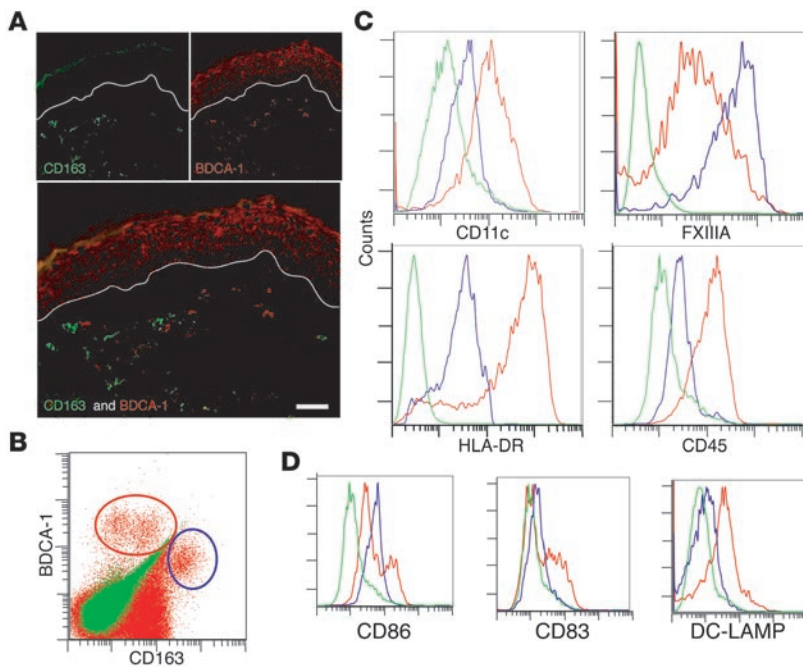 A
CD163
BDCA-1
CD163 and BDCA-1
B
BDCA-1
CD163
C
Counts
CD11c
FXIIIA
HLA-DR
CD45
D
CD86
CD83
DC-LAMP